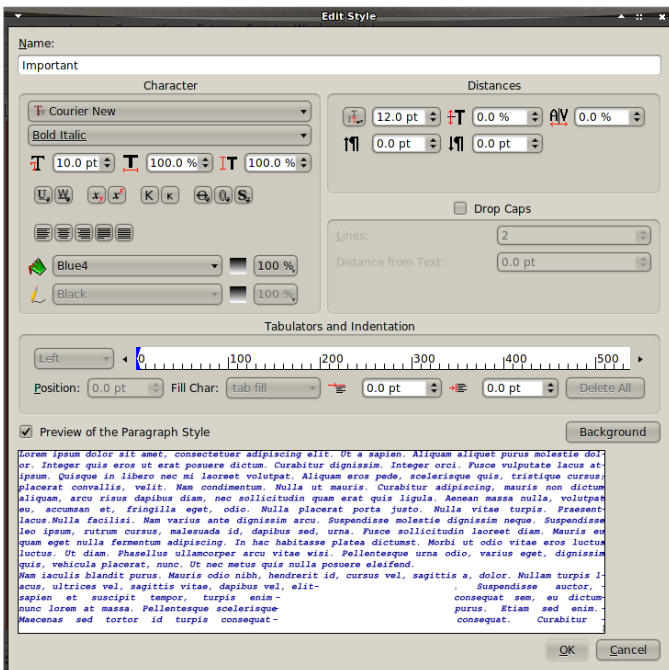 Edit Style
Name:
Important
Character
Distances
Courier New
Bold Italic
12.0 pt
0.0 %
0.0 %
0.0 pt
0.0 pt
10.0 pt
100.0 %
100.0 %
Drop Caps
Lines:
2
Distance from Text:
0.0 pt
Blue4
100 %
Black
100 %
Tabulators and Indentation
Left
0 100 200 300 400 500
Position:
0.0 pt
Fill Char:
tab fill
0.0 pt
0.0 pt
Delete All
Preview of the Paragraph Style
Background
Lorem ipsum dolor sit amet, consectetuer adipiscing elit. Ut a sapien. Aliquam aliquet purus molestie dol-
or. Integer quis eros ut erat posuere dictum. Curabitur dignissim. Integer orci. Fusce vulputate lacus at-
ipsum. Quisque in libero nec mi laoreet volutpat. Aliquam eros pede, scelerisque quis, tristique cursus,
placerat convallis, velit. Nam condimentum. Nulla ut mauris. Curabitur adipiscing, mauris non dictum
aliquam, arcu risus dapibus diam, nec sollicitudin quam erat quis ligula. Aenean massa nulla, volutpat
eu, accumsan et, fringilla eget, odio. Nulla placerat porta justo. Nulla vitae turpis. Praesent-
lacus.Nulla facilisi. Nam varius ante dignissim arcu. Suspendisse molestie dignissim neque. Suspendisse
leo ipsum, rutrum cursus, malesuada id, dapibus sed, urna. Fusce sollicitudin laoreet diam. Mauris eu
quam eget nulla fermentum adipiscing. In hac habitasse platea dictumst. Morbi ut odio vitae eros luctus
luctus. Ut diam. Phasellus ullamcorper arcu vitae wisi. Pellentesque urna odio, varius eget, dignissim
quis, vehicula placerat, nunc. Ut nec metus quis nulla posuere eleifend.
Nam iaculis blandit purus. Mauris odio nibh, hendrerit id, cursus vel, sagittis a, dolor. Nullam turpis l-
acus, ultrices vel, sagittis vitae, dapibus vel, elit- . Suspendisse auctor, -
sapien et suscipit tempor, turpis enim - consequat sem, eu dictum-
nunc lorem at massa. Pellentesque scelerisque- purus. Etiam sed enim.-
Maecenas sed tortor id turpis consequat - consequat. Curabitur
OK
Cancel